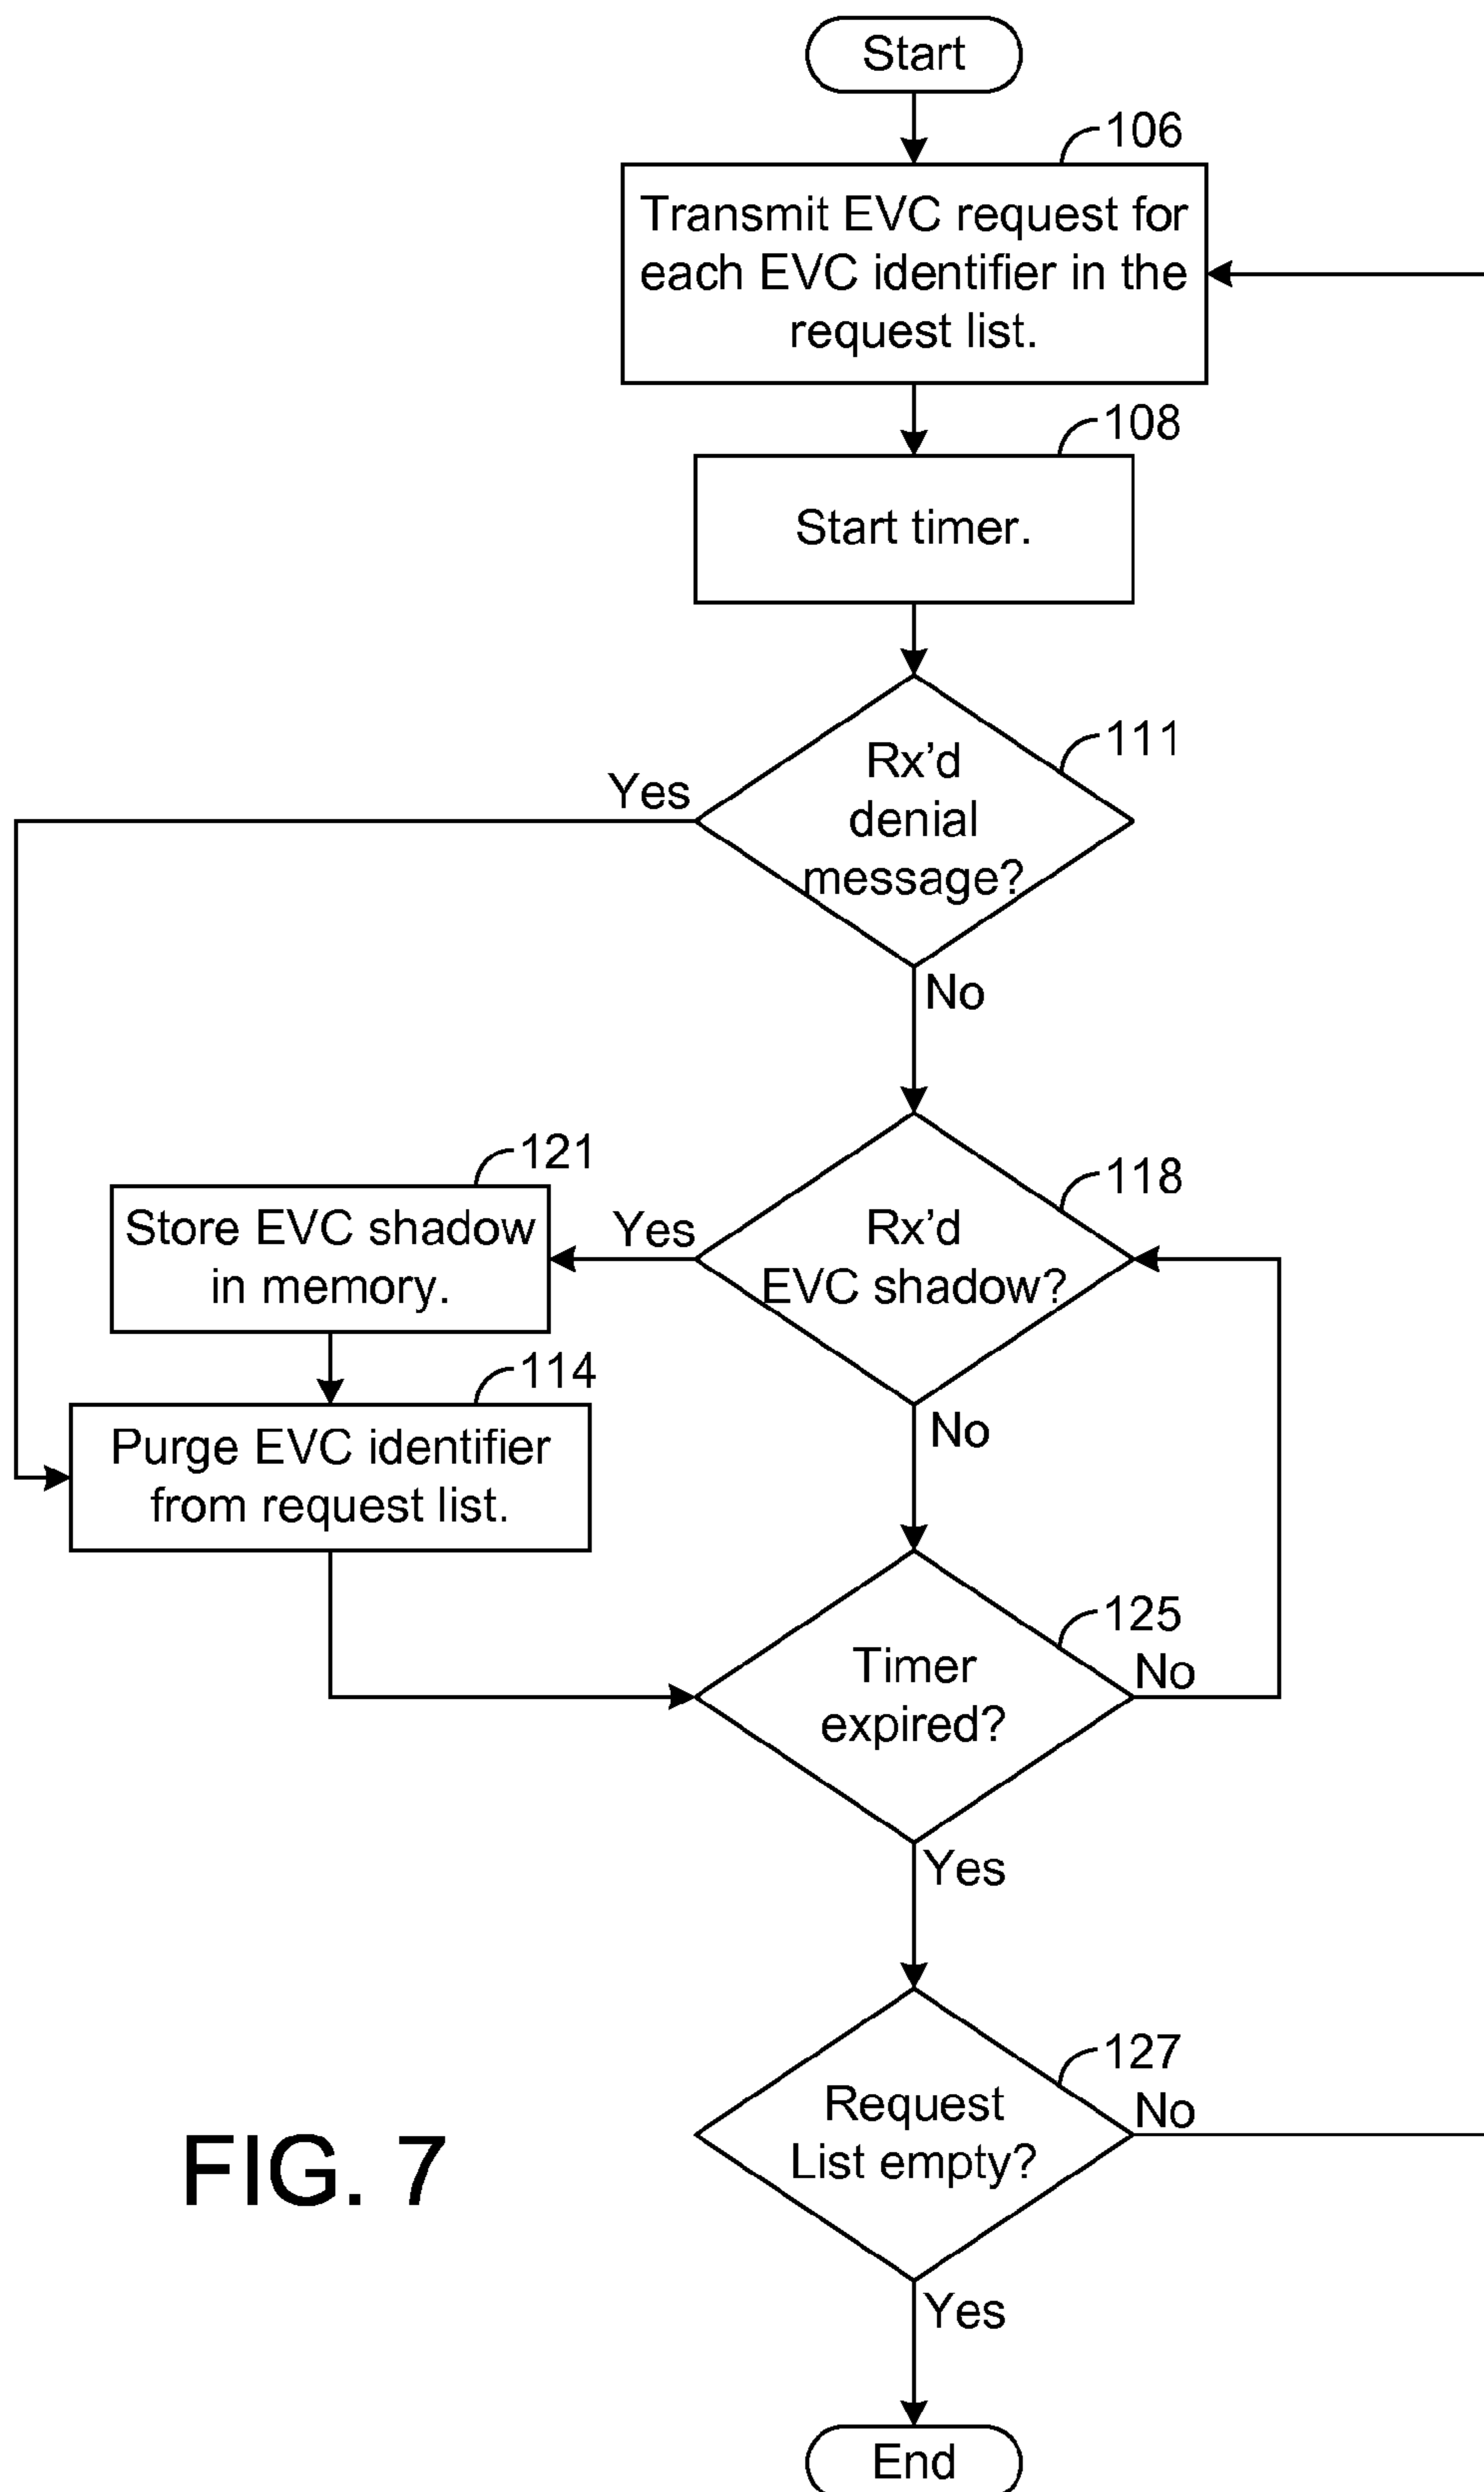 Start
106
Transmit EVC request for
each EVC identifier in the
request list.
108
Start timer.
111
Rx'd
denial
message?
Yes
No
121
Store EVC shadow
in memory.
Yes
118
Rx'd
EVC shadow?
114
Purge EVC identifier
from request list.
No
125
Timer
expired?
No
Yes
127
Request
List empty?
No
FIG. 7
Yes
End